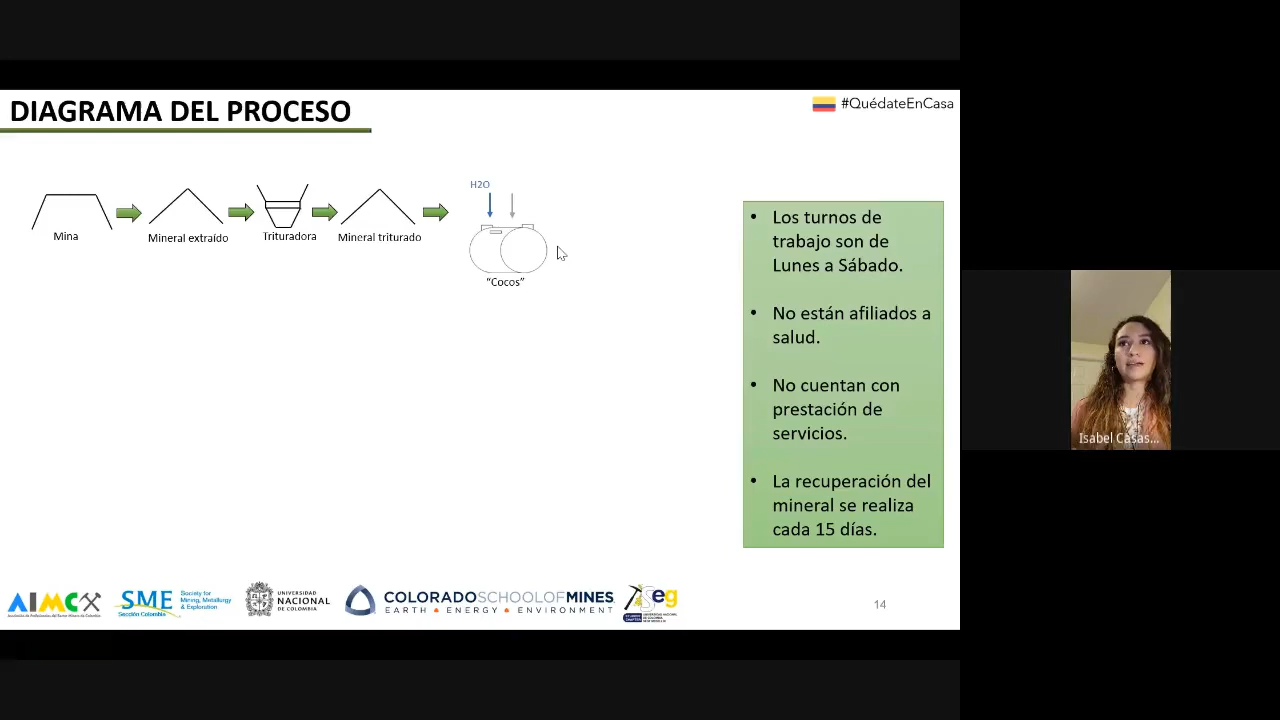 DIAGRAMA DEL PROCESO
#QuédateEnCasa
H2O
Mina
Mineral extraído
Trituradora
Mineral triturado
“Cocos”
• Los turnos de
trabajo son de
Lunes a Sábado.
• No están afiliados a
salud.
• No cuentan con
prestación de
servicios.
• La recuperación del
mineral se realiza
cada 15 días.
Isabel Casas...
AIMC
SME
Sección Colombia
Society for
Mining, Metallurgy
& Exploration
UNIVERSIDAD
NACIONAL
DE COLOMBIA
COLORADOSCHOOLOFMINES
EARTH • ENERGY • ENVIRONMENT
seg
14